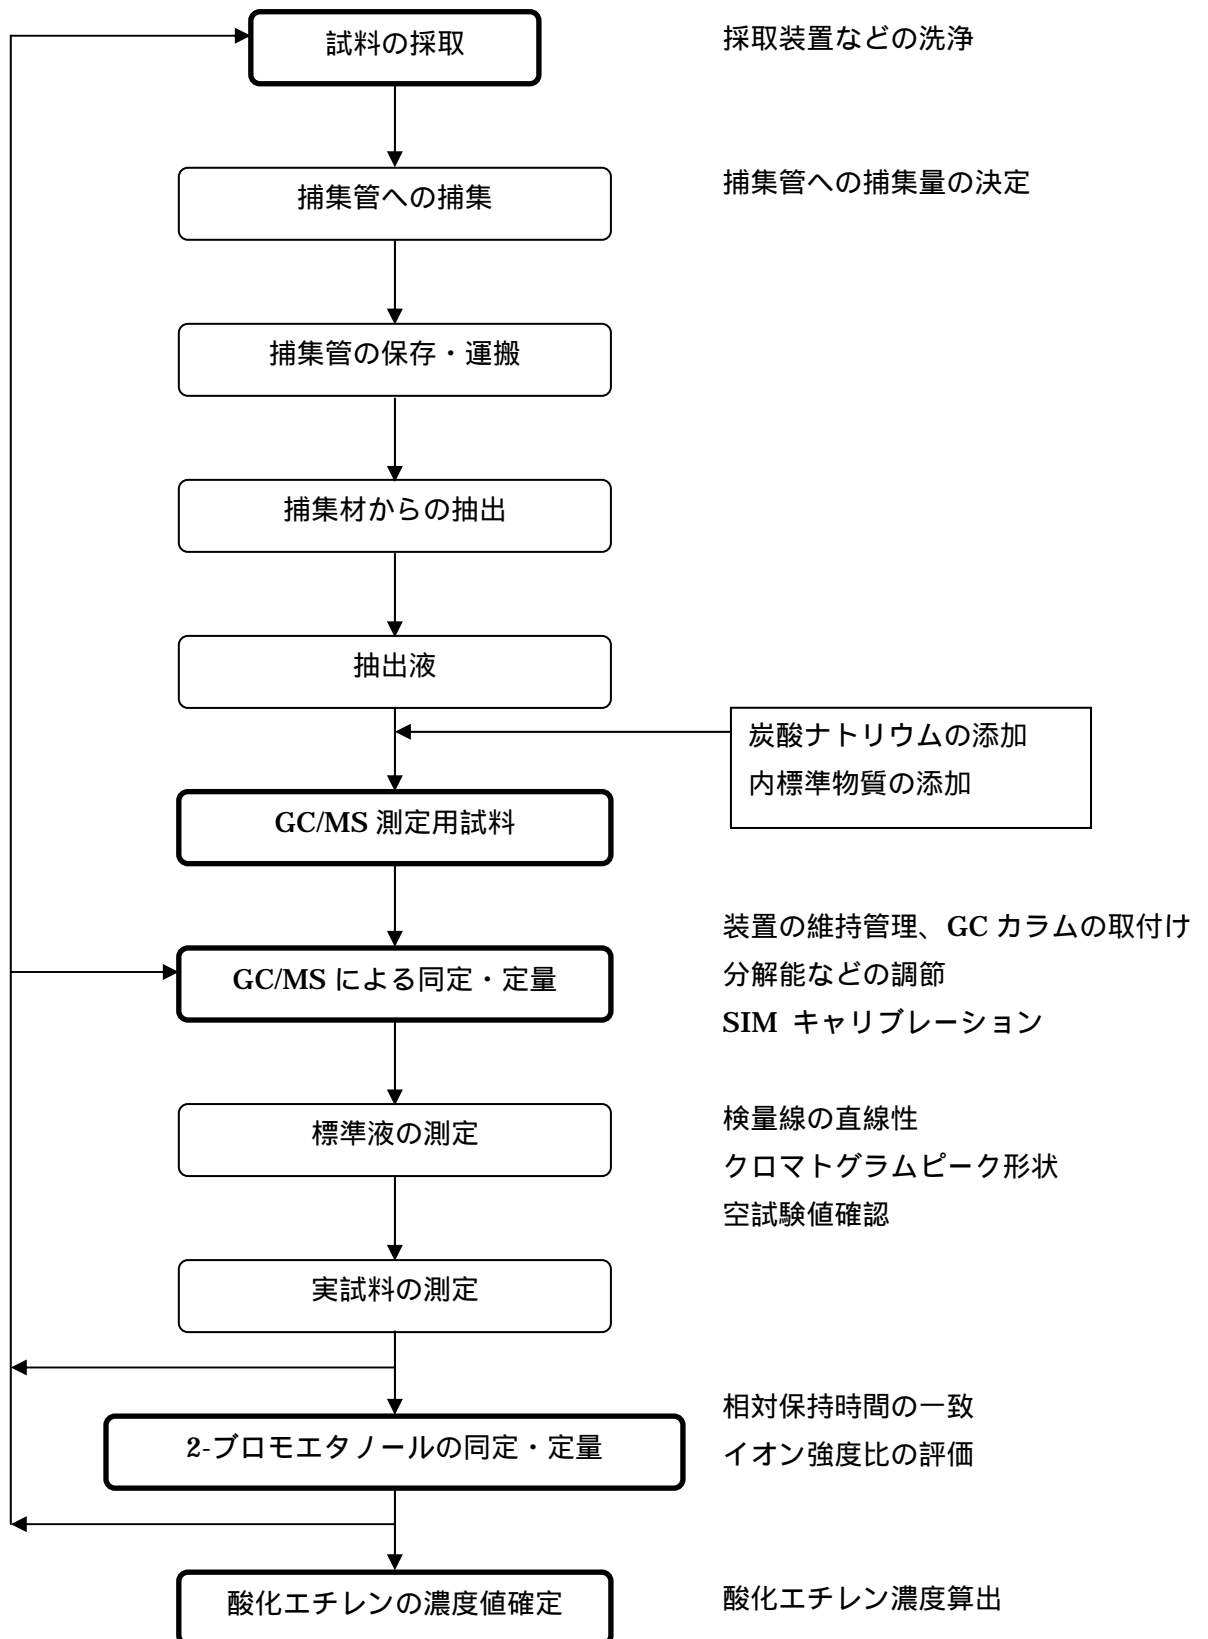 試料の採取
採取装置などの洗浄
捕集管への捕集
捕集管への捕集量の決定
捕集管の保存・運搬
捕集材からの抽出
抽出液
炭酸ナトリウムの添加
内標準物質の添加
GC/MS 測定用試料
装置の維持管理、GC カラムの取付け
GC/MS による同定・定量
分解能などの調節
SIM キャリブレーション
標準液の測定
検量線の直線性
クロマトグラムピーク形状
空試験値確認
実試料の測定
相対保持時間の一致
2-ブロモエタノールの同定・定量
イオン強度比の評価
酸化エチレンの濃度値確定
酸化エチレン濃度算出